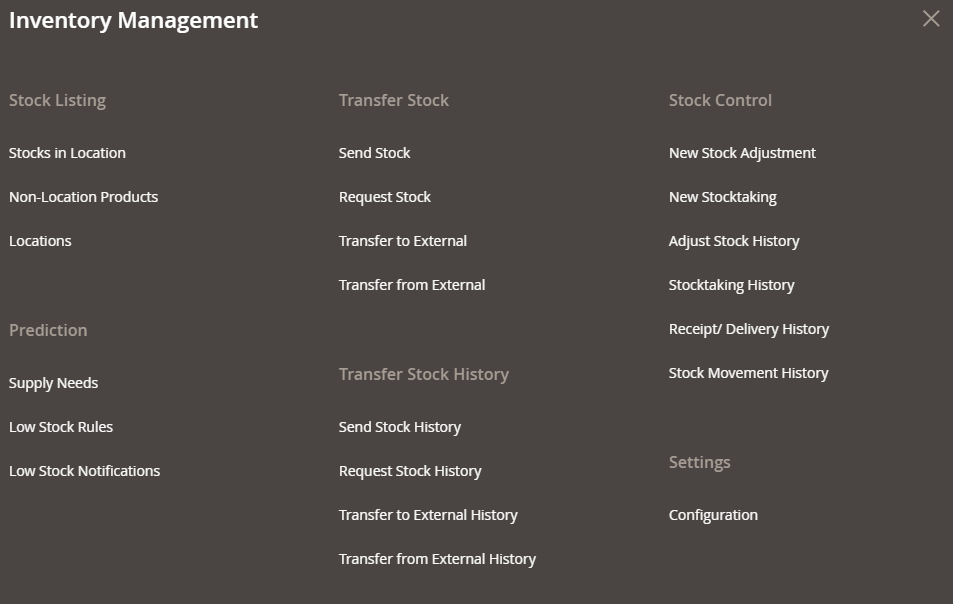 Inventory Management
Stock Listing
Stocks in Location
Non-Location Products
Locations
Prediction
Supply Needs
Low Stock Rules
Low Stock Notifications
Transfer Stock
Send Stock
Request Stock
Transfer to External
Transfer from External
Transfer Stock History
Send Stock History
Request Stock History
Transfer to External History
Transfer from External History
Stock Control
New Stock Adjustment
New Stocktaking
Adjust Stock History
Stocktaking History
Receipt/ Delivery History
Stock Movement History
Settings
Configuration